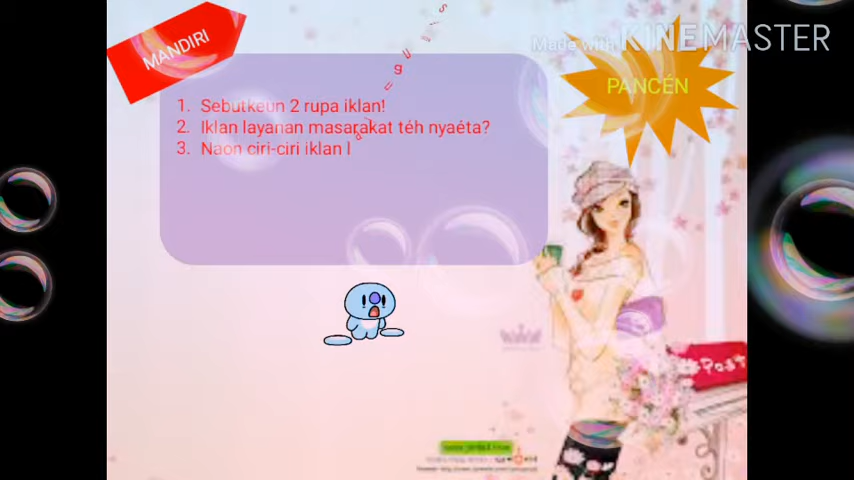 MANDIRI
Made with KINEMASTER
PANCÉN
1. Sebutkeun 2 rupa iklan!
2. Iklan layanan masarakat téh nyaéta?
3. Naon ciri-ciri iklan l
POST